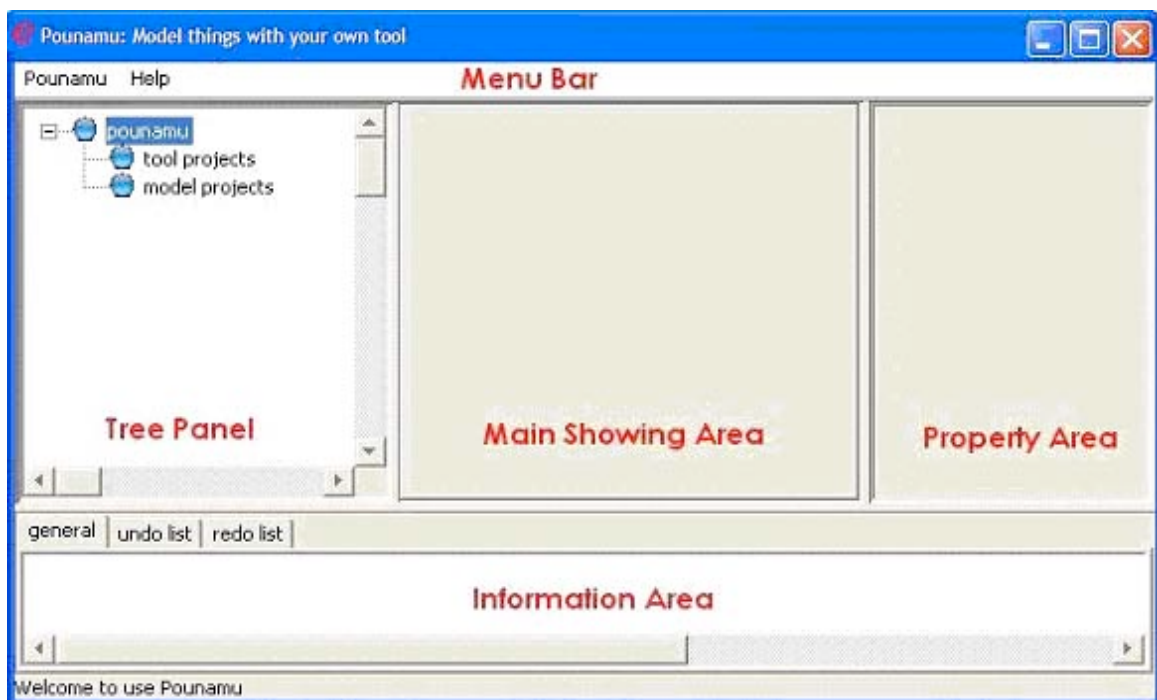 Pounamu: Model things with your own tool
Pounamu Help
Menu Bar
pounamu
tool projects
model projects
Tree Panel
Main Showing Area
Property Area
general undo list redo list
Information Area
Welcome to use Pounamu